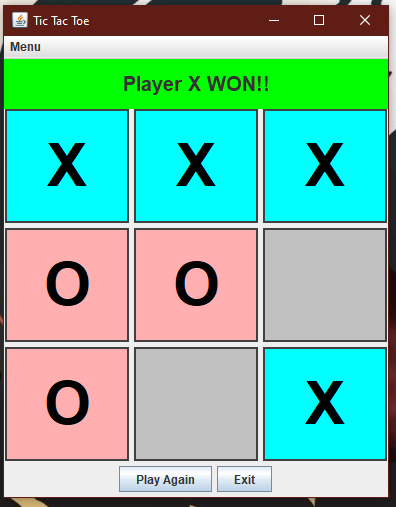 Tic Tac Toe
Menu
Player X WON!!
X X X
O O
O X
Play Again Exit